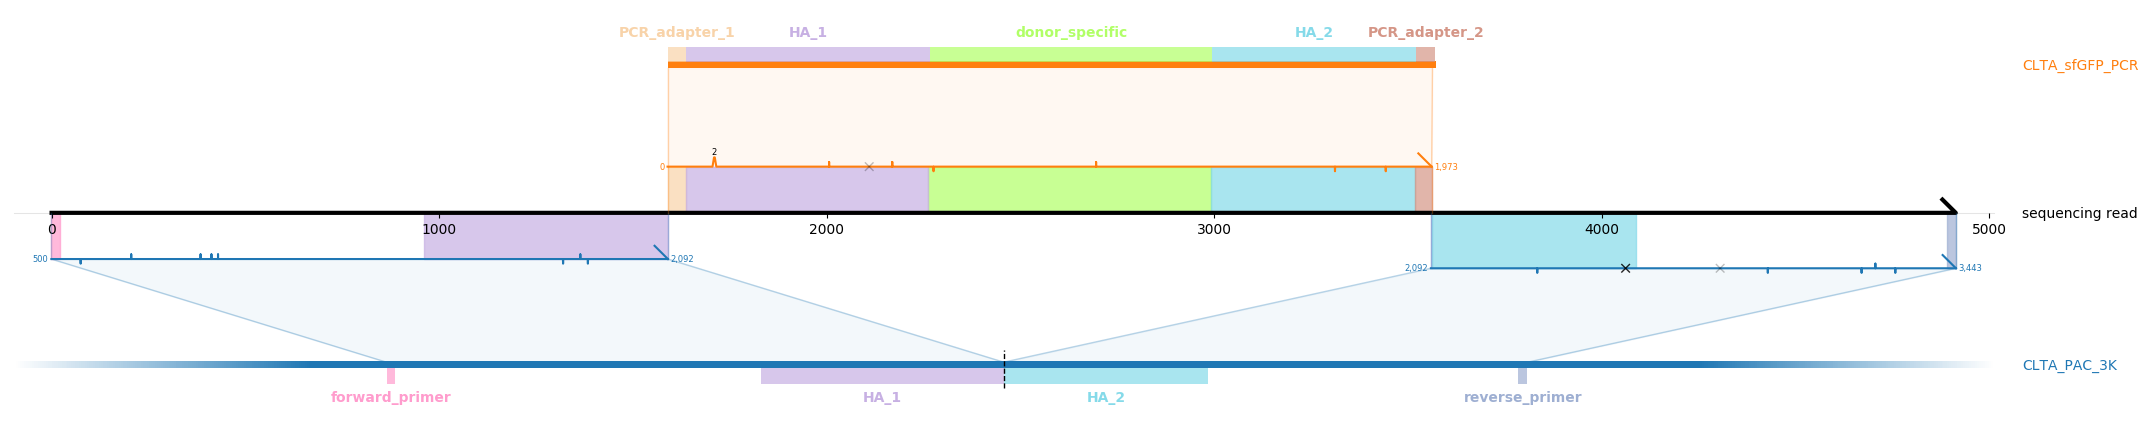 PCR_adapter_1 HA_1 donor_specific HA_2 PCR_adapter_2
CLTA_sfGFP_PCR
2
0 1,973
sequencing read
0 1000 2000 3000 4000 5000
500 2,092 2,092 3,443
CLTA_PAC_3K
forward_primer HA_1 HA_2 reverse_primer